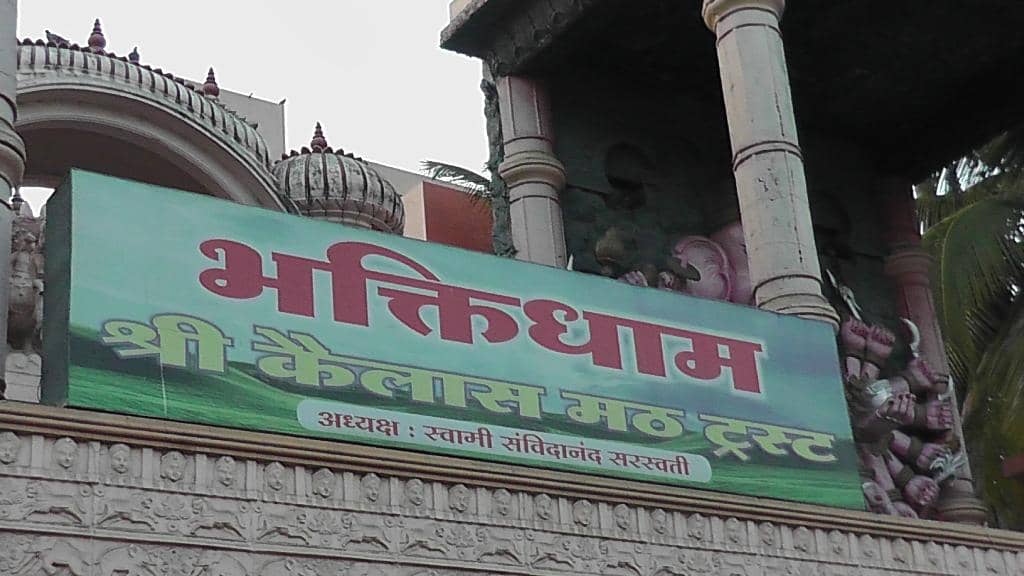 भक्तिधाम
श्री कैलास मठ ट्रस्ट
अध्यक्ष : स्वामी संविदानंद सरस्वती